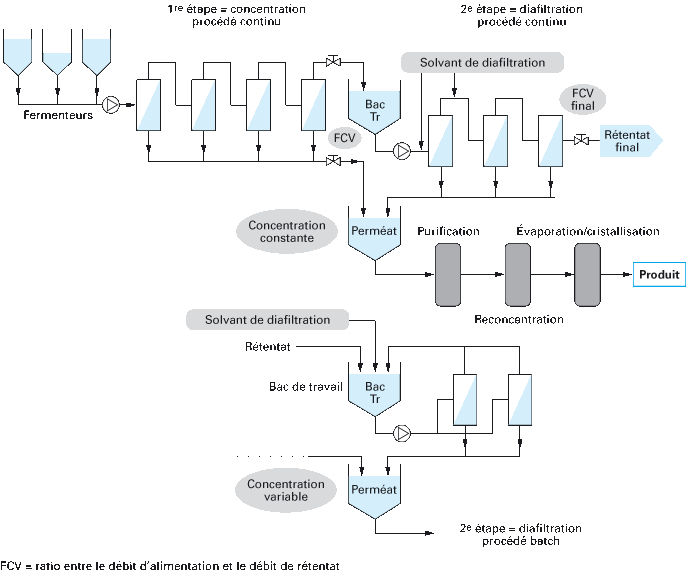 1re étape = concentration
procédé continu
2e étape = diafiltration
procédé continu
Solvant de diafiltration
Fermenteurs
Bac
Tr
FCV
FCV
final
Rétentat
final
Concentration
constante
Perméat
Purification
Évaporation/cristallisation
Produit
Reconcentration
Solvant de diafiltration
Rétentat
Bac de travail
Bac
Tr
Concentration
variable
Perméat
2e étape = diafiltration
procédé batch
FCV = ratio entre le débit d'alimentation et le débit de rétentat